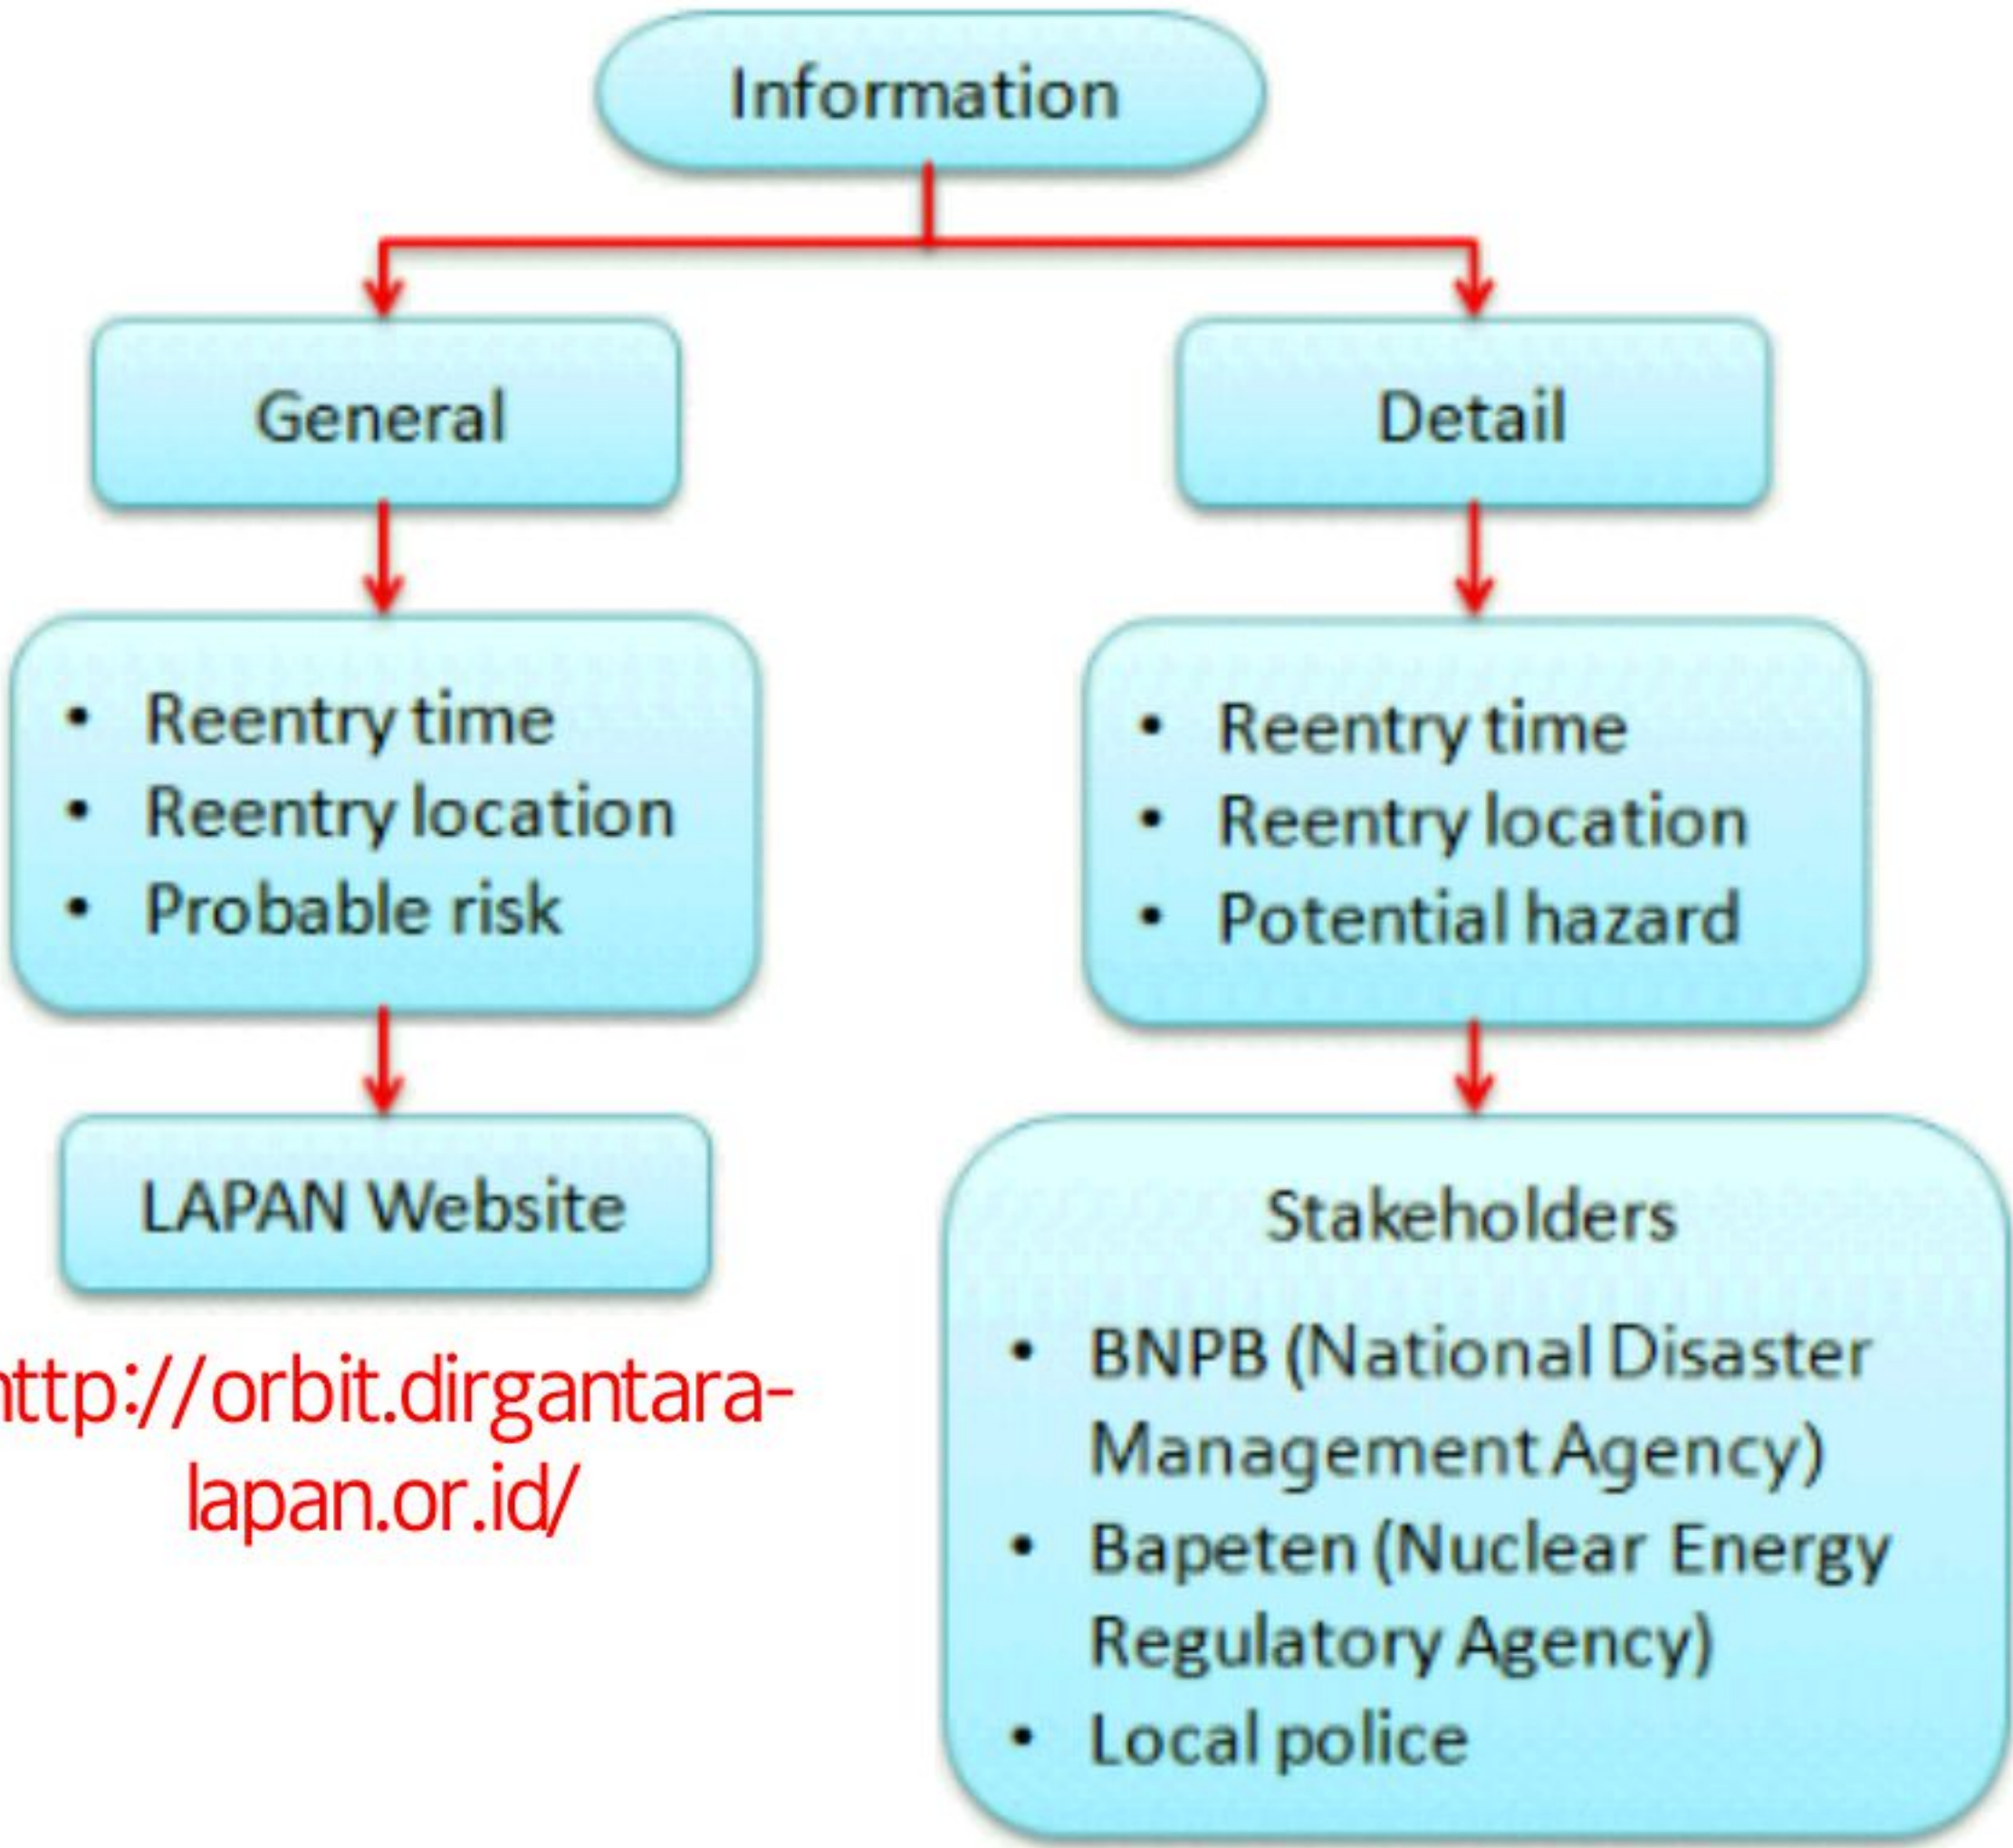 Information
General
Detail
• Reentry time
• Reentry location
• Probable risk
• Reentry time
• Reentry location
• Potential hazard
LAPAN Website
http://orbit.dirgantara-
lapan.or.id/
Stakeholders
• BNPB (National Disaster
Management Agency)
• Bapeten (Nuclear Energy
Regulatory Agency)
• Local police